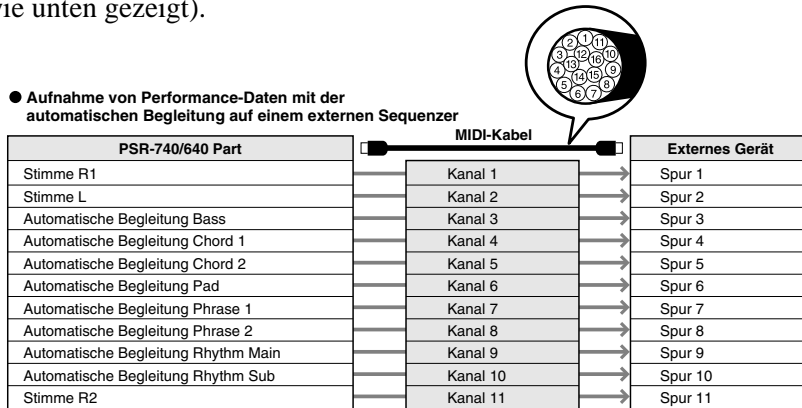 wie unten gezeigt).
2 1 11
3 12 16 10
4 13 14 15 9
5 6 7 8
● Aufnahme von Performance-Daten mit der
automatischen Begleitung auf einem externen Sequenzer
MIDI-Kabel
PSR-740/640 Part Externes Gerät
Stimme R1 Kanal 1 Spur 1
Stimme L Kanal 2 Spur 2
Automatische Begleitung Bass Kanal 3 Spur 3
Automatische Begleitung Chord 1 Kanal 4 Spur 4
Automatische Begleitung Chord 2 Kanal 5 Spur 5
Automatische Begleitung Pad Kanal 6 Spur 6
Automatische Begleitung Phrase 1 Kanal 7 Spur 7
Automatische Begleitung Phrase 2 Kanal 8 Spur 8
Automatische Begleitung Rhythm Main Kanal 9 Spur 9
Automatische Begleitung Rhythm Sub Kanal 10 Spur 10
Stimme R2 Kanal 11 Spur 11